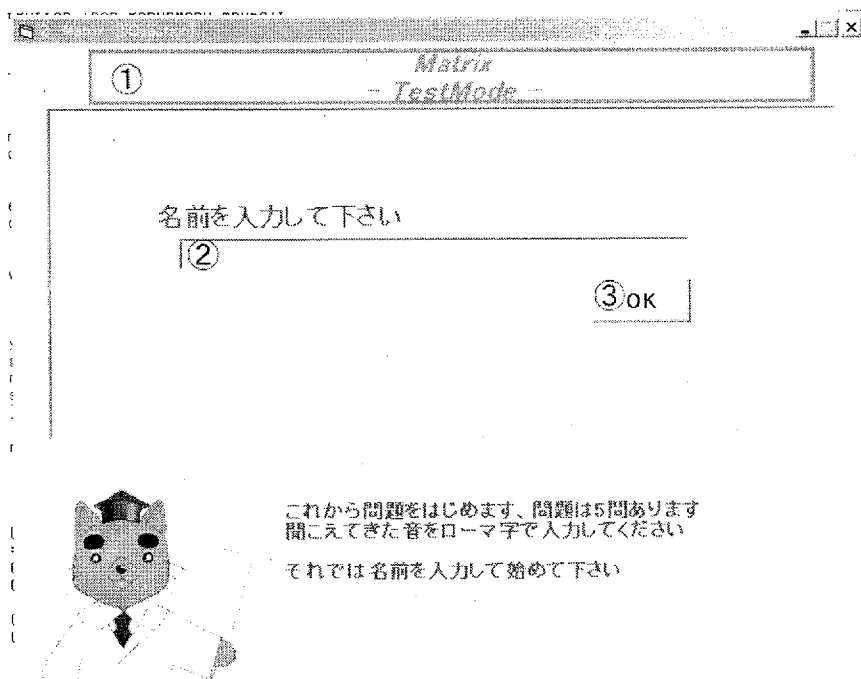 ①
Matrix
- TestMode -
名前を入力して下さい
②
③OK
これから問題をはじめます、問題は5問あります
聞こえてきた音をローマ字で入力してください
それでは名前を入力して始めて下さい